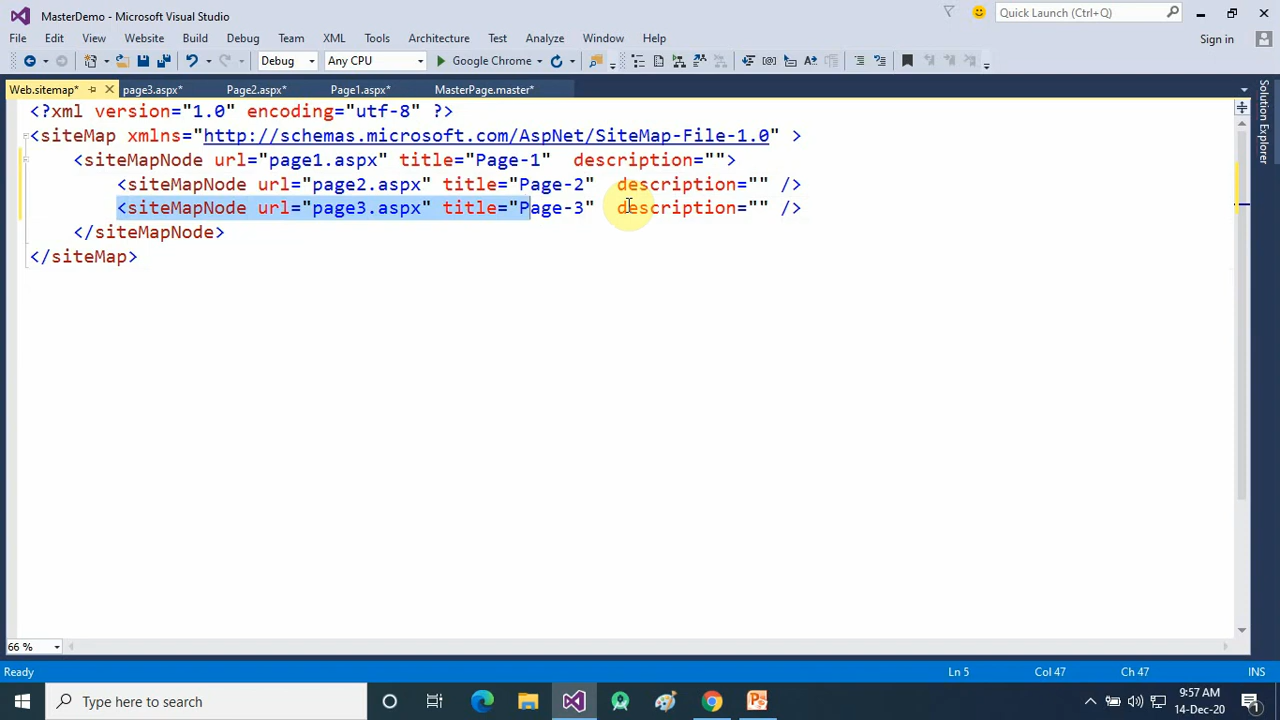 MasterDemo - Microsoft Visual Studio
Quick Launch (Ctrl+Q)
File Edit View Website Build Debug Team XML Tools Architecture Test Analyze Window Help
Sign in
Debug Any CPU Google Chrome
Web.sitemap* page3.aspx* Page2.aspx* Page1.aspx* MasterPage.master*
<?xml version="1.0" encoding="utf-8" ?>
<siteMap xmlns="http://schemas.microsoft.com/AspNet/SiteMap-File-1.0" >
<siteMapNode url="page1.aspx" title="Page-1"  description="">
<siteMapNode url="page2.aspx" title="Page-2"  description="" />
<siteMapNode url="page3.aspx" title="Page-3"  description="" />
</siteMapNode>
</siteMap>
Solution Explorer
66 %
Ready Ln 5 Col 47 Ch 47 INS
Type here to search
9:57 AM
14-Dec-20
1